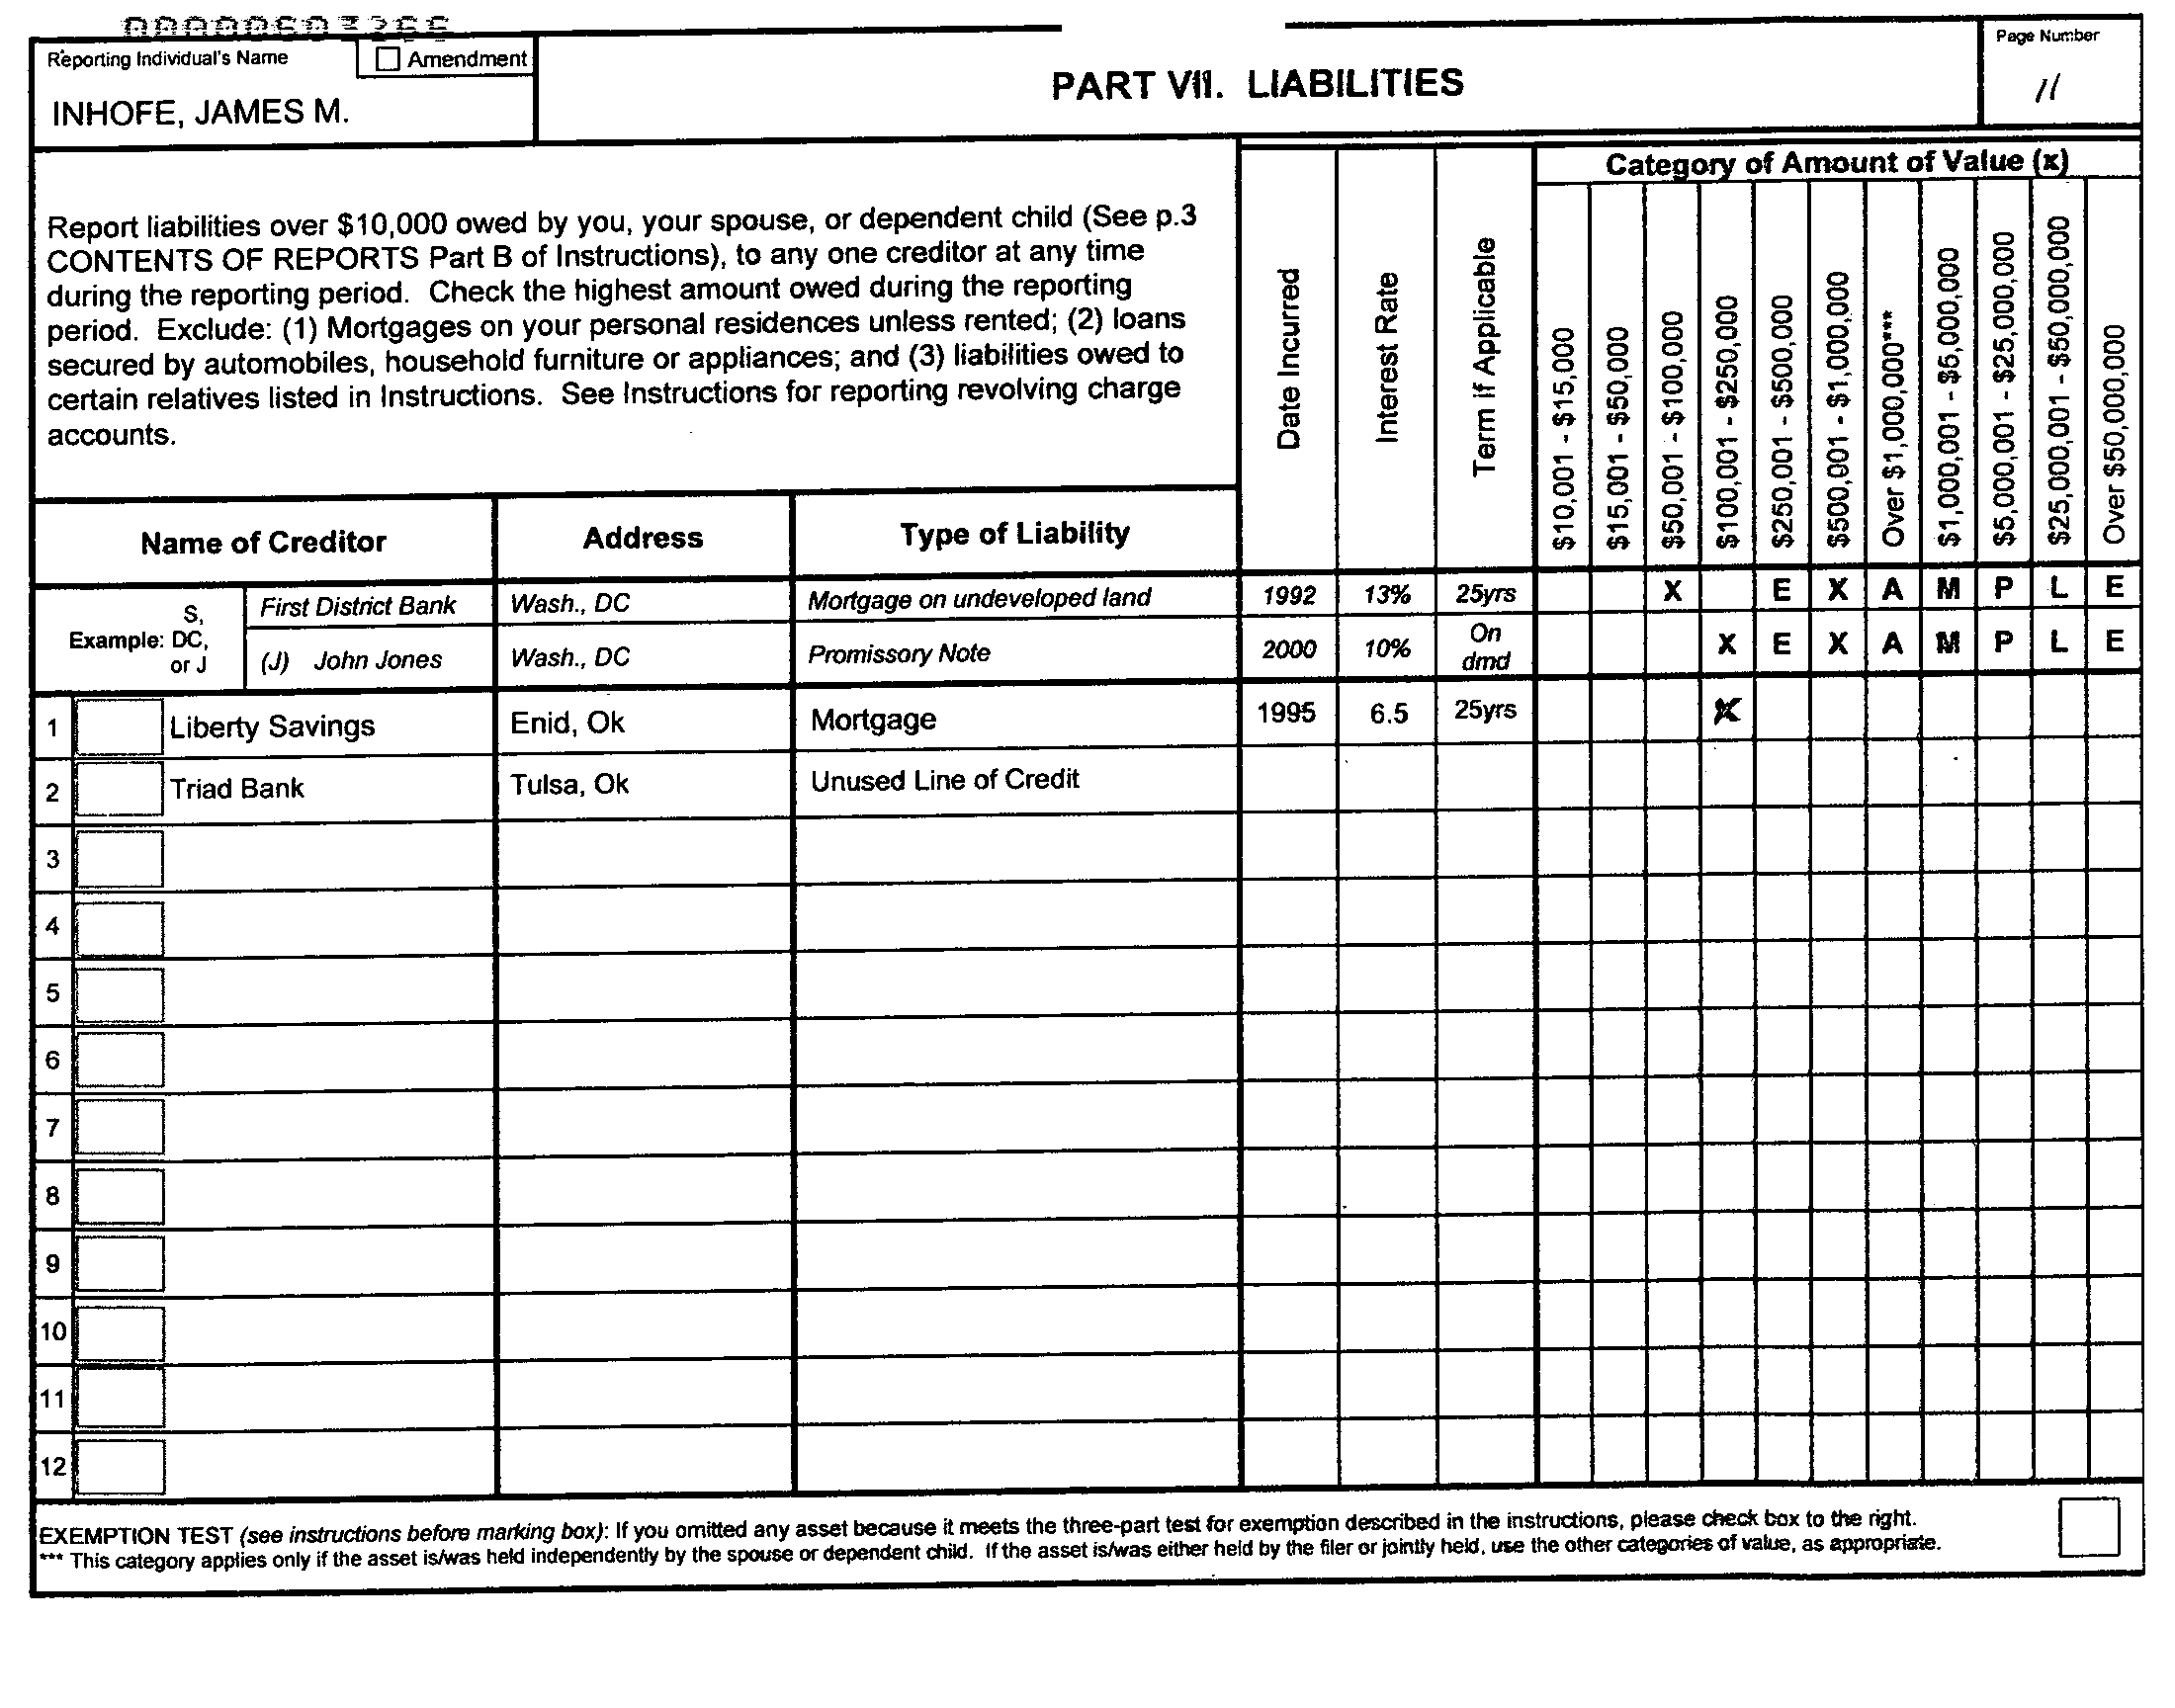 Reporting Individual's Name
Amendment
INHOFE, JAMES M.
PART VII. LIABILITIES
Page Number
11
Report liabilities over $10,000 owed by you, your spouse, or dependent child (See p.3
CONTENTS OF REPORTS Part B of Instructions), to any one creditor at any time
during the reporting period. Check the highest amount owed during the reporting
period. Exclude: (1) Mortgages on your personal residences unless rented; (2) loans
secured by automobiles, household furniture or appliances; and (3) liabilities owed to
certain relatives listed in Instructions. See Instructions for reporting revolving charge
accounts.
Name of Creditor
Address
Type of Liability
Date Incurred
Interest Rate
Term if Applicable
Category of Amount of Value (x)
$10,001 - $15,000
$15,001 - $50,000
$50,001 - $100,000
$100,001 - $250,000
$250,001 - $500,000
$500,001 - $1,000,000
Over $1,000,000***
$1,000,001 - $5,000,000
$5,000,001 - $25,000,000
$25,000,001 - $50,000,000
Over $50,000,000
Example: S, DC, or J
First District Bank Wash., DC Mortgage on undeveloped land 1992 13% 25yrs X E X A M P L E
(J) John Jones Wash., DC Promissory Note 2000 10% On dmd X E X A M P L E
1 Liberty Savings Enid, Ok Mortgage 1995 6.5 25yrs X
2 Triad Bank Tulsa, Ok Unused Line of Credit
3
4
5
6
7
8
9
10
11
12
EXEMPTION TEST (see instructions before marking box): If you omitted any asset because it meets the three-part test for exemption described in the instructions, please check box to the right.
*** This category applies only if the asset is/was held independently by the spouse or dependent child. If the asset is/was either held by the filer or jointly held, use the other categories of value, as appropriate.